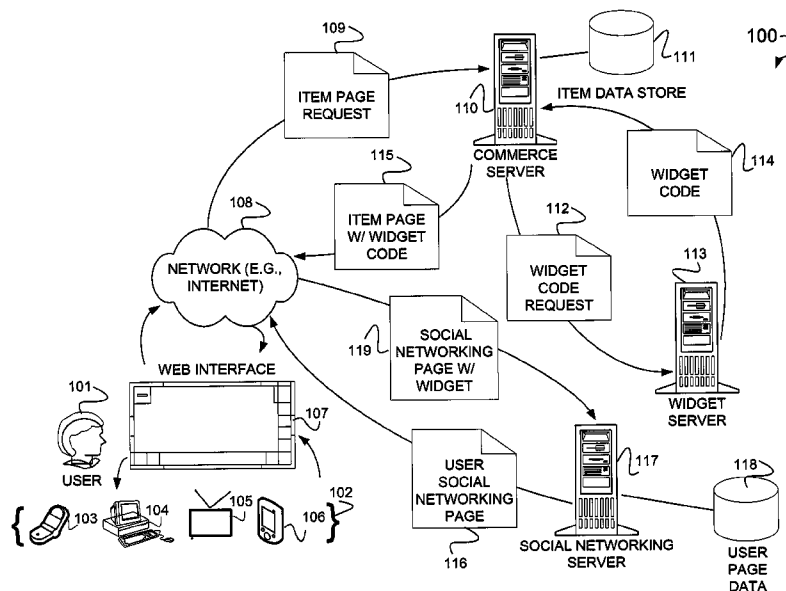 109
100
ITEM PAGE
REQUEST
110
111
ITEM DATA STORE
COMMERCE
SERVER
115
ITEM PAGE
W/ WIDGET
CODE
114
WIDGET
CODE
108
NETWORK (E.G.,
INTERNET)
112
WIDGET
CODE
REQUEST
113
WIDGET
SERVER
119
SOCIAL
NETWORKING
PAGE W/
WIDGET
WEB INTERFACE
101
USER
107
102
{
103
104
105
106
}
USER
SOCIAL
NETWORKING
PAGE
116
117
SOCIAL NETWORKING
SERVER
118
USER
PAGE
DATA